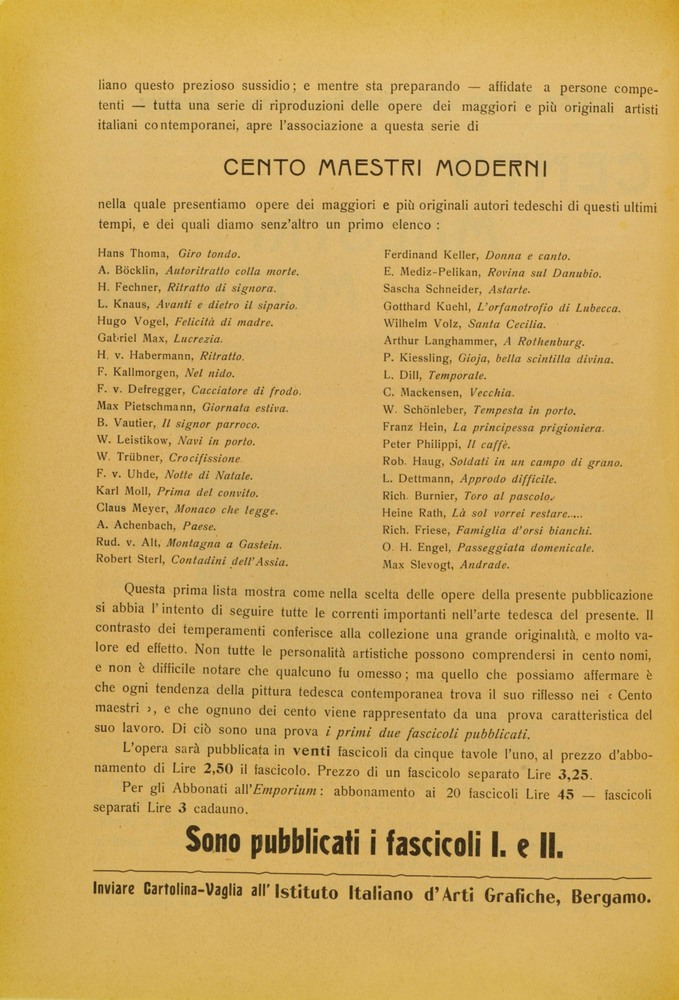 liano questo prezioso sussidio; e mentre sta preparando — affidate a persone compe-
tenti — tutta una serie di riproduzioni delle opere dei maggiori e più originali artisti
italiani contemporanei, apre l'associazione a questa serie di
CENTO MAESTRI MODERNI
nella quale presentiamo opere dei maggiori e più originali autori tedeschi di questi ultimi
tempi, e dei quali diamo senz'altro un primo elenco :
Hans Thoma, Giro tondo.
A. Böcklin, Autoritratto colla morte.
H. Fechner, Ritratto di signora.
L. Knaus, Avanti e dietro il sipario.
Hugo Vogel, Felicità di madre.
Gabriel Max, Lucrezia.
H. v. Habermann, Ritratto.
F. Kallmorgen, Nel nido.
F. v. Defregger, Cacciatore di frodo.
Max Pietschmann, Giornata estiva.
B. Vautier, Il signor parroco.
W. Leistikow, Navi in porto.
W. Trübner, Crocifissione
F. v. Uhde, Notte di Natale.
Karl Moll, Prima del convito.
Claus Meyer, Monaco che legge.
A. Achenbach, Paese.
Rud. v. Alt, Montagna a Gastein.
Robert Sterl, Contadini dell'Assia.
Ferdinand Keller, Donna e canto.
E. Mediz-Pelikan, Rovina sul Danubio.
Sascha Schneider, Astarte.
Gotthard Kuehl, L'orfanotrofio di Lubecca.
Wilhelm Volz, Santa Cecilia.
Arthur Langhammer, A Rothenburg.
P. Kiessling, Gioja, bella scintilla divina.
L. Dill, Temporale.
C. Mackensen, Vecchia.
W. Schönleber, Tempesta in porto.
Franz Hein, La principessa prigioniera.
Peter Philippi, Il caffè.
Rob. Haug, Soldati in un campo di grano.
L. Dettmann, Approdo difficile.
Rich. Burnier, Toro al pascolo.
Heine Rath, Là sol vorrei restare....
Rich. Friese, Famiglia d'orsi bianchi.
O. H. Engel, Passeggiata domenicale.
Max Slevogt, Andrade.
Questa prima lista mostra come nella scelta delle opere della presente pubblicazione
si abbia l'intento di seguire tutte le correnti importanti nell'arte tedesca del presente. Il
contrasto dei temperamenti conferisce alla collezione una grande originalità, e molto va-
lore ed effetto. Non tutte le personalità artistiche possono comprendersi in cento nomi,
e non è difficile notare che qualcuno fu omesso; ma quello che possiamo affermare è
che ogni tendenza della pittura tedesca contemporanea trova il suo riflesso nei ‹ Cento
maestri ›, e che ognuno dei cento viene rappresentato da una prova caratteristica del
suo lavoro. Di ciò sono una prova i primi due fascicoli pubblicati.
L'opera sarà pubblicata in venti fascicoli da cinque tavole l'uno, al prezzo d'abbo-
namento di Lire 2,50 il fascicolo. Prezzo di un fascicolo separato Lire 3,25.
Per gli Abbonati all'Emporium: abbonamento ai 20 fascicoli Lire 45 — fascicoli
separati Lire 3 cadauno.
Sono pubblicati i fascicoli I. e II.
Inviare Cartolina-Vaglia all'Istituto Italiano d'Arti Grafiche, Bergamo.